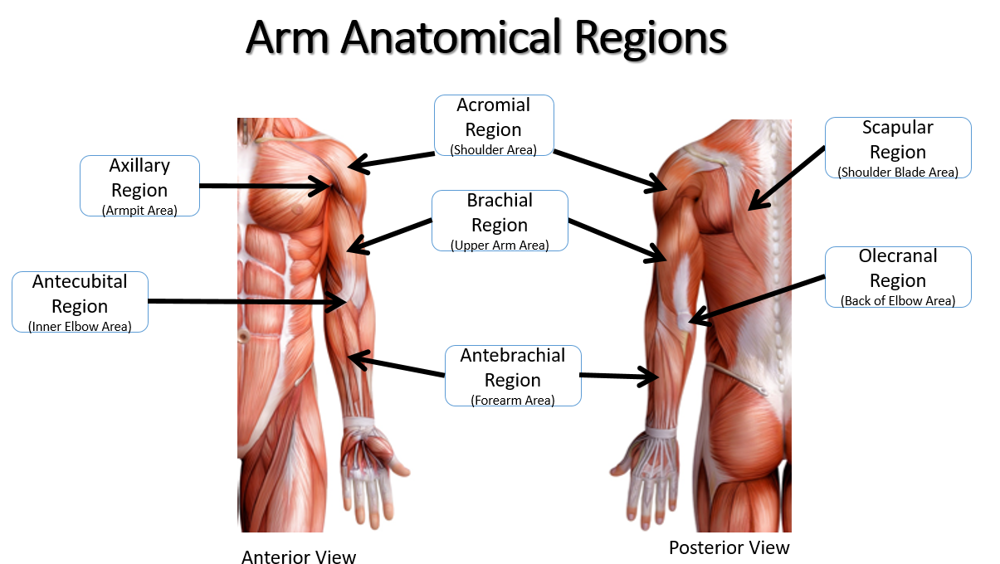 Arm Anatomical Regions
Acromial
Region
(Shoulder Area)
Scapular
Region
(Shoulder Blade Area)
Axillary
Region
(Armpit Area)
Brachial
Region
(Upper Arm Area)
Olecranal
Region
(Back of Elbow Area)
Antecubital
Region
(Inner Elbow Area)
Antebrachial
Region
(Forearm Area)
Anterior View
Posterior View